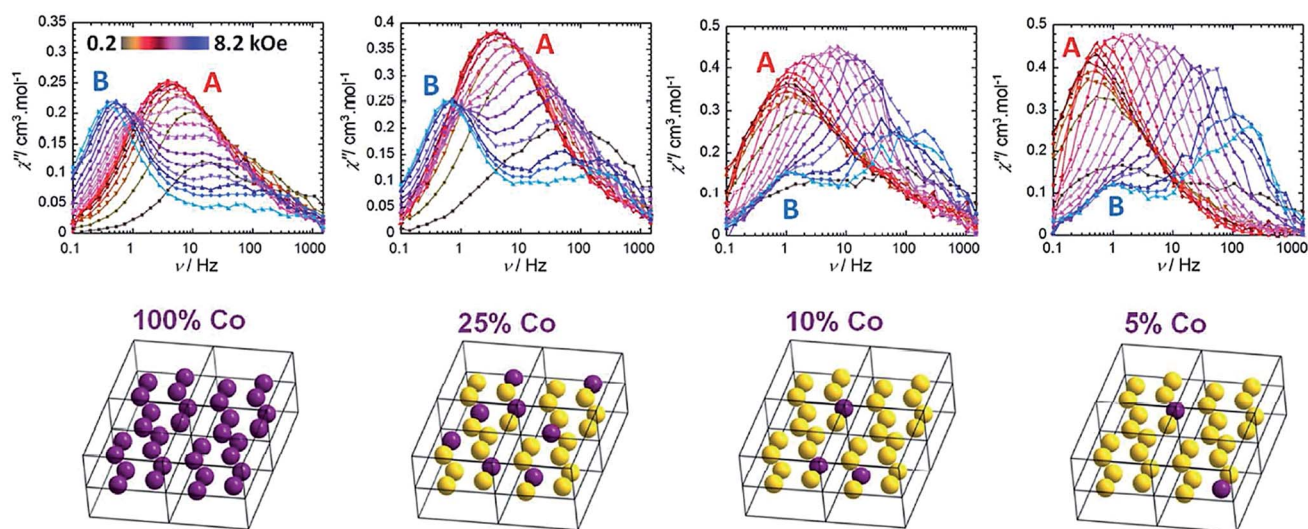 0.35
0.3
0.25
0.2
0.15
0.1
0.05
0
χ″/ cm³.mol⁻¹
0.2 8.2 kOe
B A
0.1 1 10 100 1000
ν / Hz
0.4
0.35
0.3
0.25
0.2
0.15
0.1
0.05
0
χ″/ cm³.mol⁻¹
B A
0.1 1 10 100 1000
ν / Hz
0.5
0.4
0.3
0.2
0.1
0
χ″/ cm³.mol⁻¹
A
B
0.1 1 10 100 1000
ν / Hz
0.5
0.4
0.3
0.2
0.1
0
χ″/ cm³.mol⁻¹
A
B
0.1 1 10 100 1000
ν / Hz
100% Co 25% Co 10% Co 5% Co